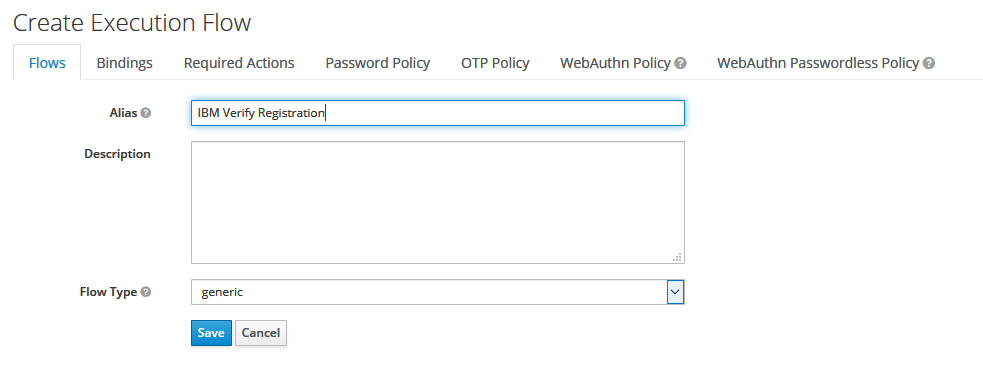 Create Execution Flow
Flows Bindings Required Actions Password Policy OTP Policy WebAuthn Policy WebAuthn Passwordless Policy
Alias IBM Verify Registration
Description
Flow Type generic
Save Cancel